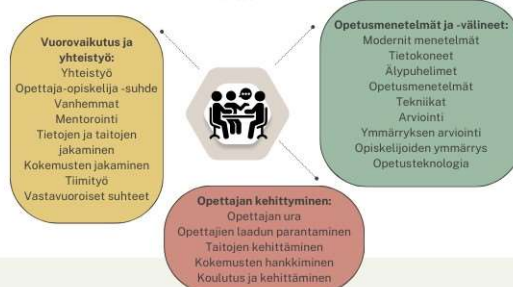 Vuorovaikutus ja
yhteistyö:
Yhteistyö
Opettaja-opiskelija -suhde
Vanhemmat
Mentorointi
Tietojen ja taitojen
jakaminen
Kokemusten jakaminen
Tiimityö
Vastavuoroiset suhteet
Opetusmenetelmät ja -välineet:
Modernit menetelmät
Tietokoneet
Älypuhelimet
Opetusmenetelmät
Tekniikat
Arviointi
Ymmärryksen arviointi
Opiskelijoiden ymmärrys
Opetusteknologia
Opettajan kehittyminen:
Opettajan ura
Opettajien laadun parantaminen
Taitojen kehittäminen
Kokemusten hankkiminen
Koulutus ja kehittäminen